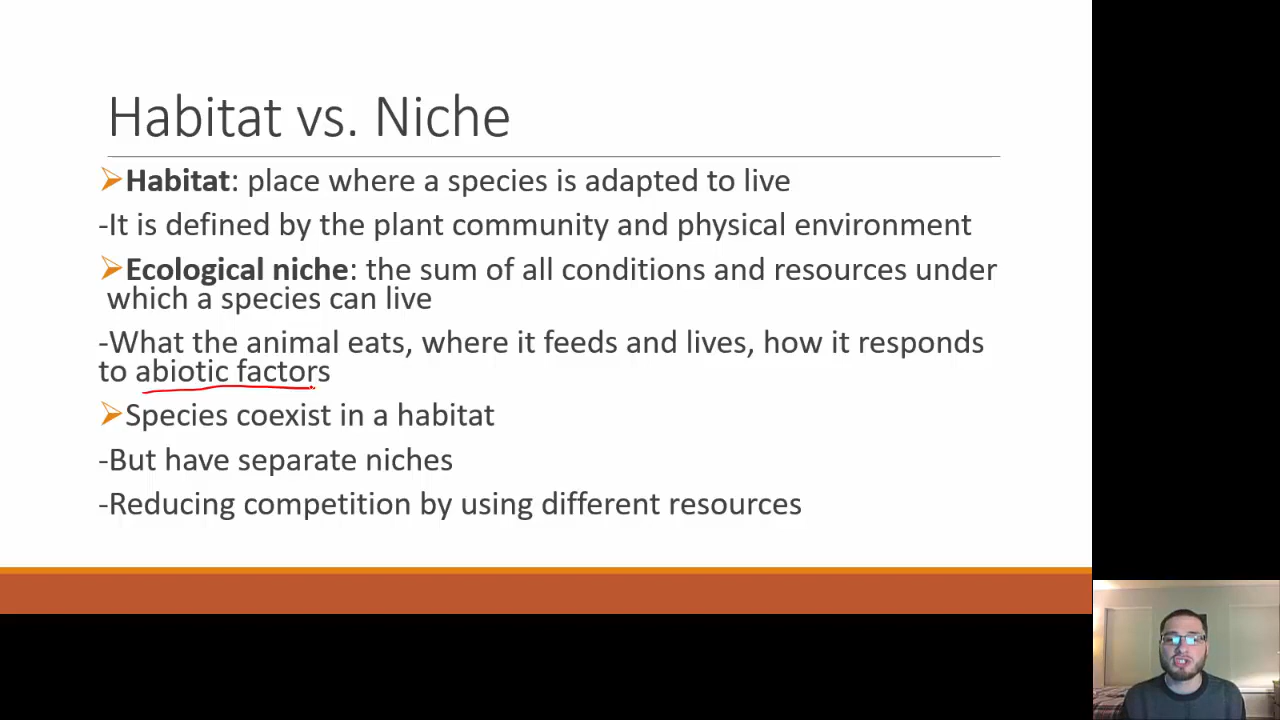 Habitat vs. Niche
➢Habitat: place where a species is adapted to live
-It is defined by the plant community and physical environment
➢Ecological niche: the sum of all conditions and resources under
which a species can live
-What the animal eats, where it feeds and lives, how it responds
to abiotic factors
➢Species coexist in a habitat
-But have separate niches
-Reducing competition by using different resources